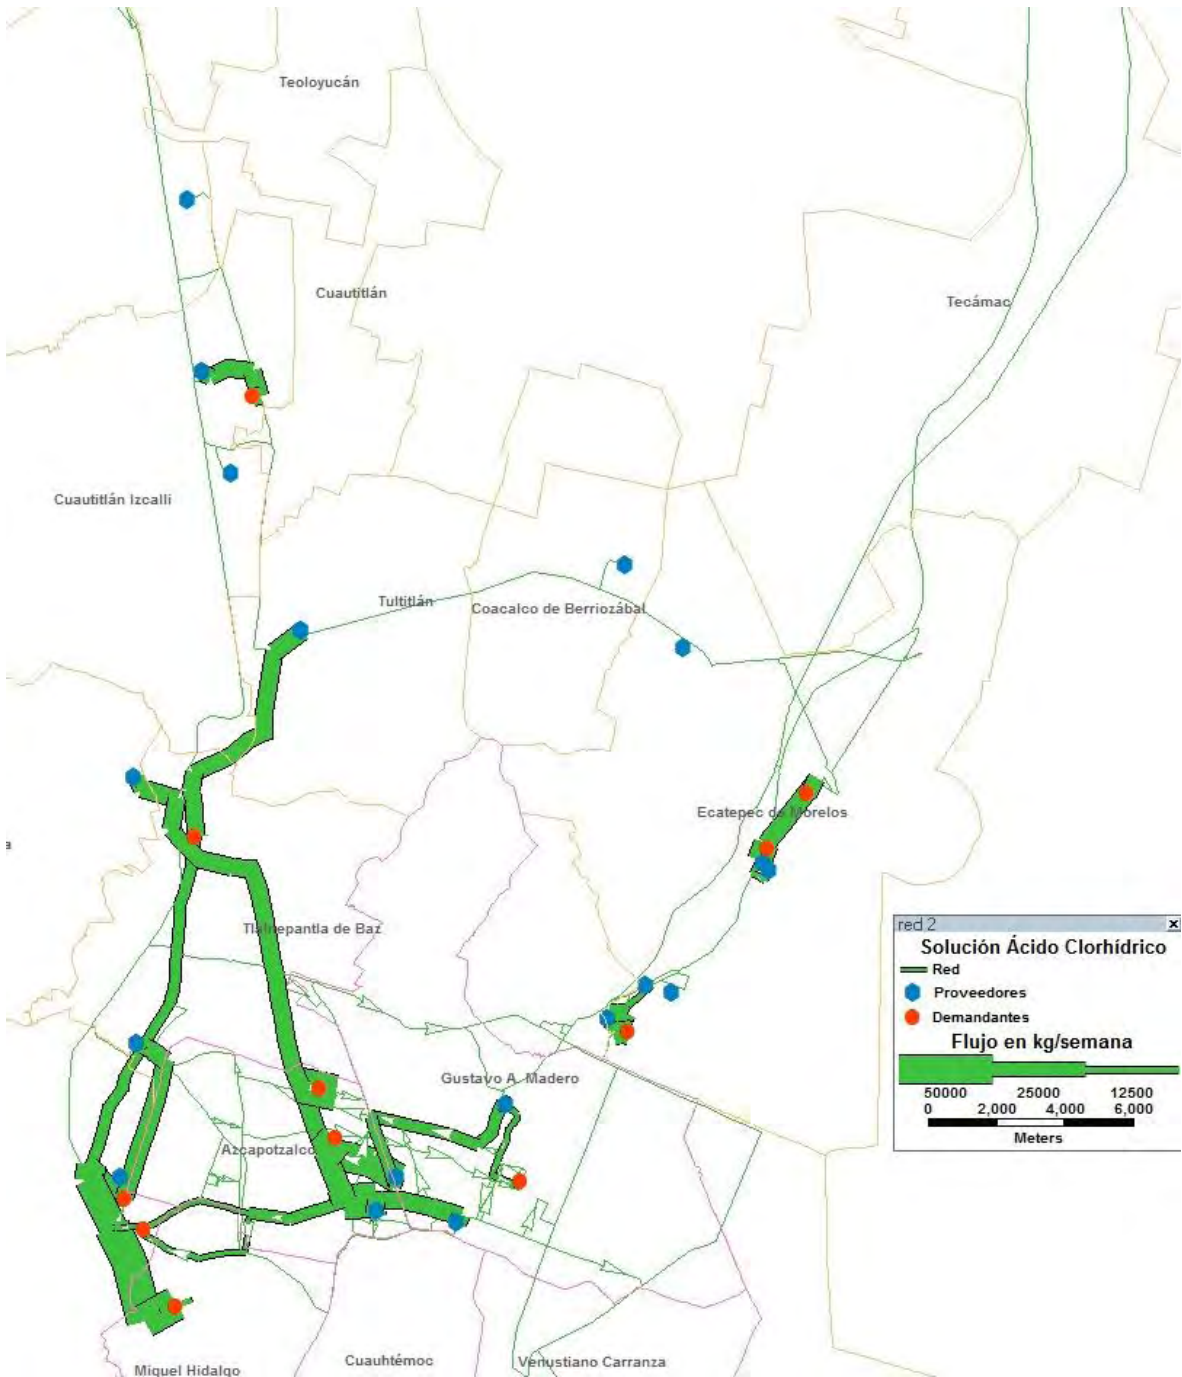 Teoloyucán
Cuautitlán
Tecámac
Cuautitlán Izcalli
Tultitlán
Coacalco de Berriozábal
Ecatepec de Morelos
a
Tlalnepantla de Baz
red 2
Solución Ácido Clorhídrico
Red
Proveedores
Demandantes
Flujo en kg/semana
50000 25000 12500
0 2,000 4,000 6,000
Meters
Gustavo A. Madero
Azcapotzalco
Miguel Hidalgo
Cuauhtémoc
Venustiano Carranza